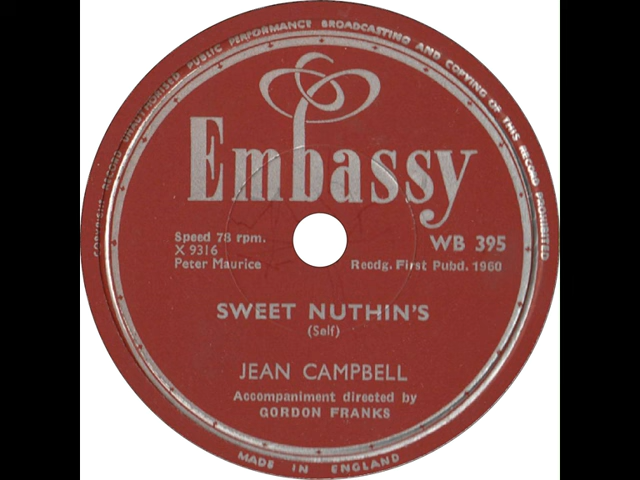 COPYRIGHT RECORD UNAUTHORISED PUBLIC PERFORMANCE BROADCASTING AND COPYING OF THIS RECORD PROHIBITED
Embassy
Speed 78 rpm.
WB 395
X 9316
Peter Maurice
Recdg. First Pubd. 1960
SWEET NUTHIN'S
(Self)
JEAN CAMPBELL
Accompaniment directed by
GORDON FRANKS
MADE IN ENGLAND